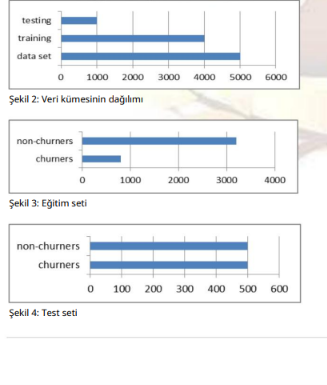 testing
training
data set
0 1000 2000 3000 4000 5000 6000
Şekil 2: Veri kümesinin dağılımı
non-churners
churners
0 1000 2000 3000 4000
Şekil 3: Eğitim seti
non-churners
churners
0 100 200 300 400 500 600
Şekil 4: Test seti